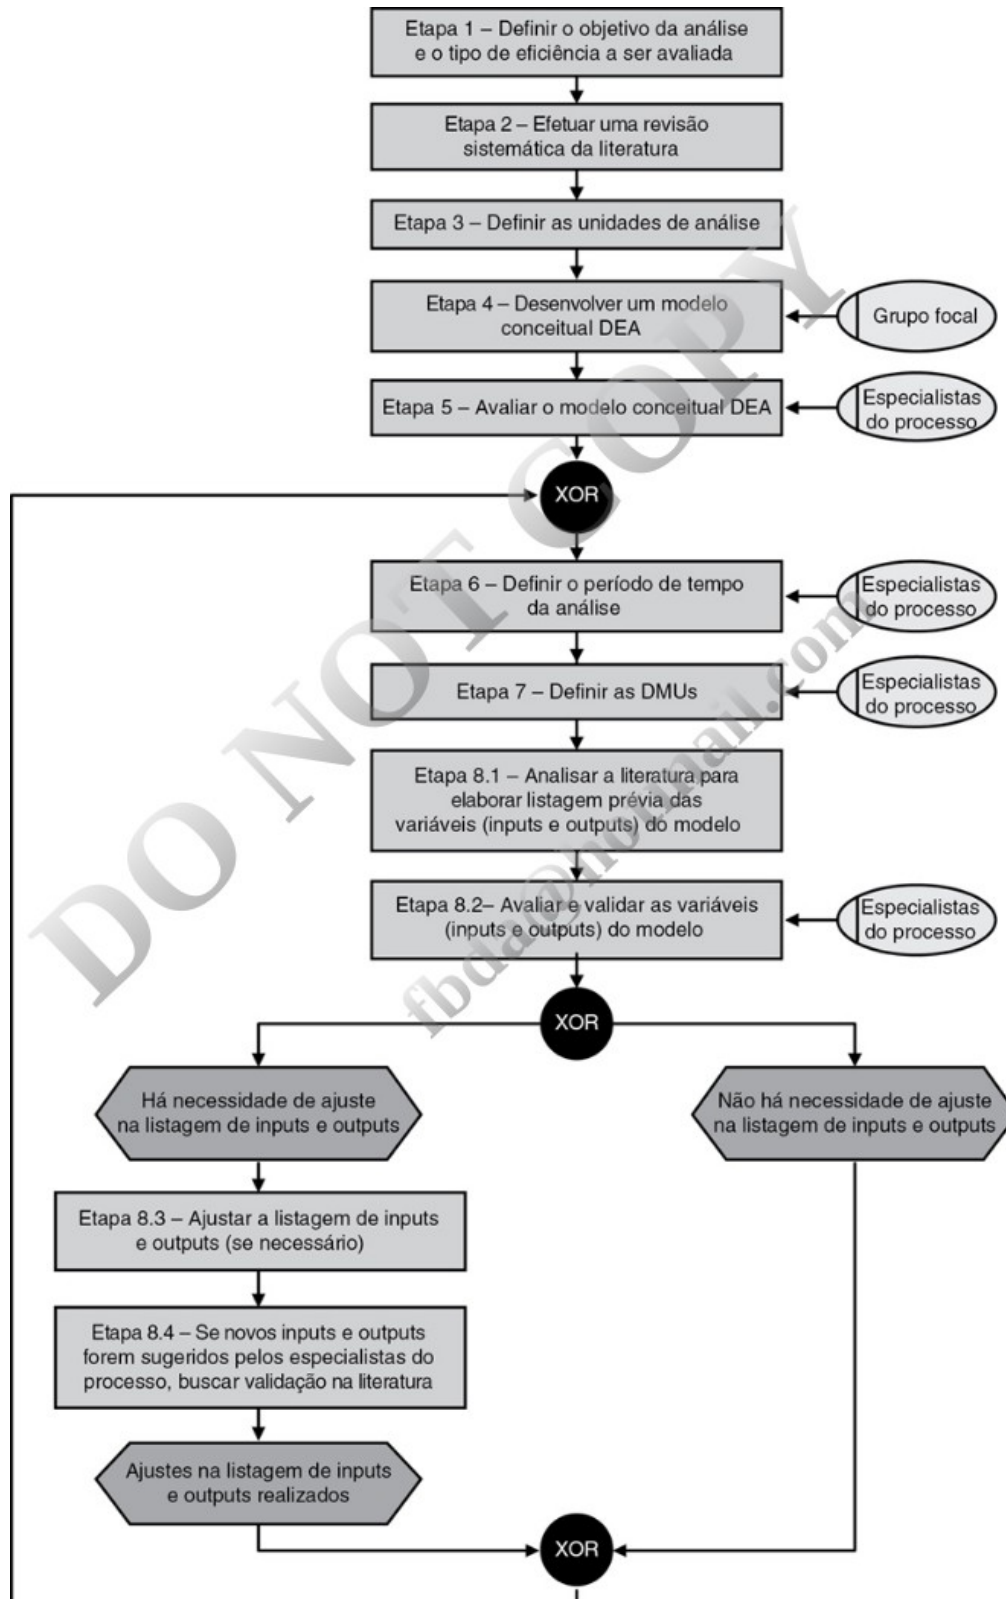 Etapa 1 – Definir o objetivo da análise
e o tipo de eficiência a ser avaliada
Etapa 2 – Efetuar uma revisão
sistemática da literatura
Etapa 3 – Definir as unidades de análise
Etapa 4 – Desenvolver um modelo
conceitual DEA
Grupo focal
Etapa 5 – Avaliar o modelo conceitual DEA
Especialistas
do processo
XOR
Etapa 6 – Definir o período de tempo
da análise
Especialistas
do processo
Etapa 7 – Definir as DMUs
Especialistas
do processo
Etapa 8.1 – Analisar a literatura para
elaborar listagem prévia das
variáveis (inputs e outputs) do modelo
Etapa 8.2– Avaliar e validar as variáveis
(inputs e outputs) do modelo
Especialistas
do processo
XOR
Há necessidade de ajuste
na listagem de inputs e outputs
Não há necessidade de ajuste
na listagem de inputs e outputs
Etapa 8.3 – Ajustar a listagem de inputs
e outputs (se necessário)
Etapa 8.4 – Se novos inputs e outputs
forem sugeridos pelos especialistas do
processo, buscar validação na literatura
Ajustes na listagem de inputs
e outputs realizados
XOR
DO NOT COPY
fbda@hotmail.com